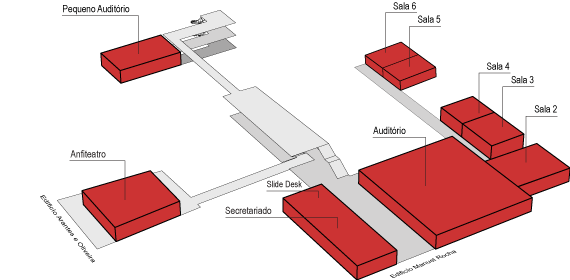 Pequeno Auditório
Sala 6
Sala 5
Sala 4
Sala 3
Sala 2
Auditório
Anfiteatro
Slide Desk
Secretariado
Edifício Arantes e Oliveira
Edifício Manuel Rocha